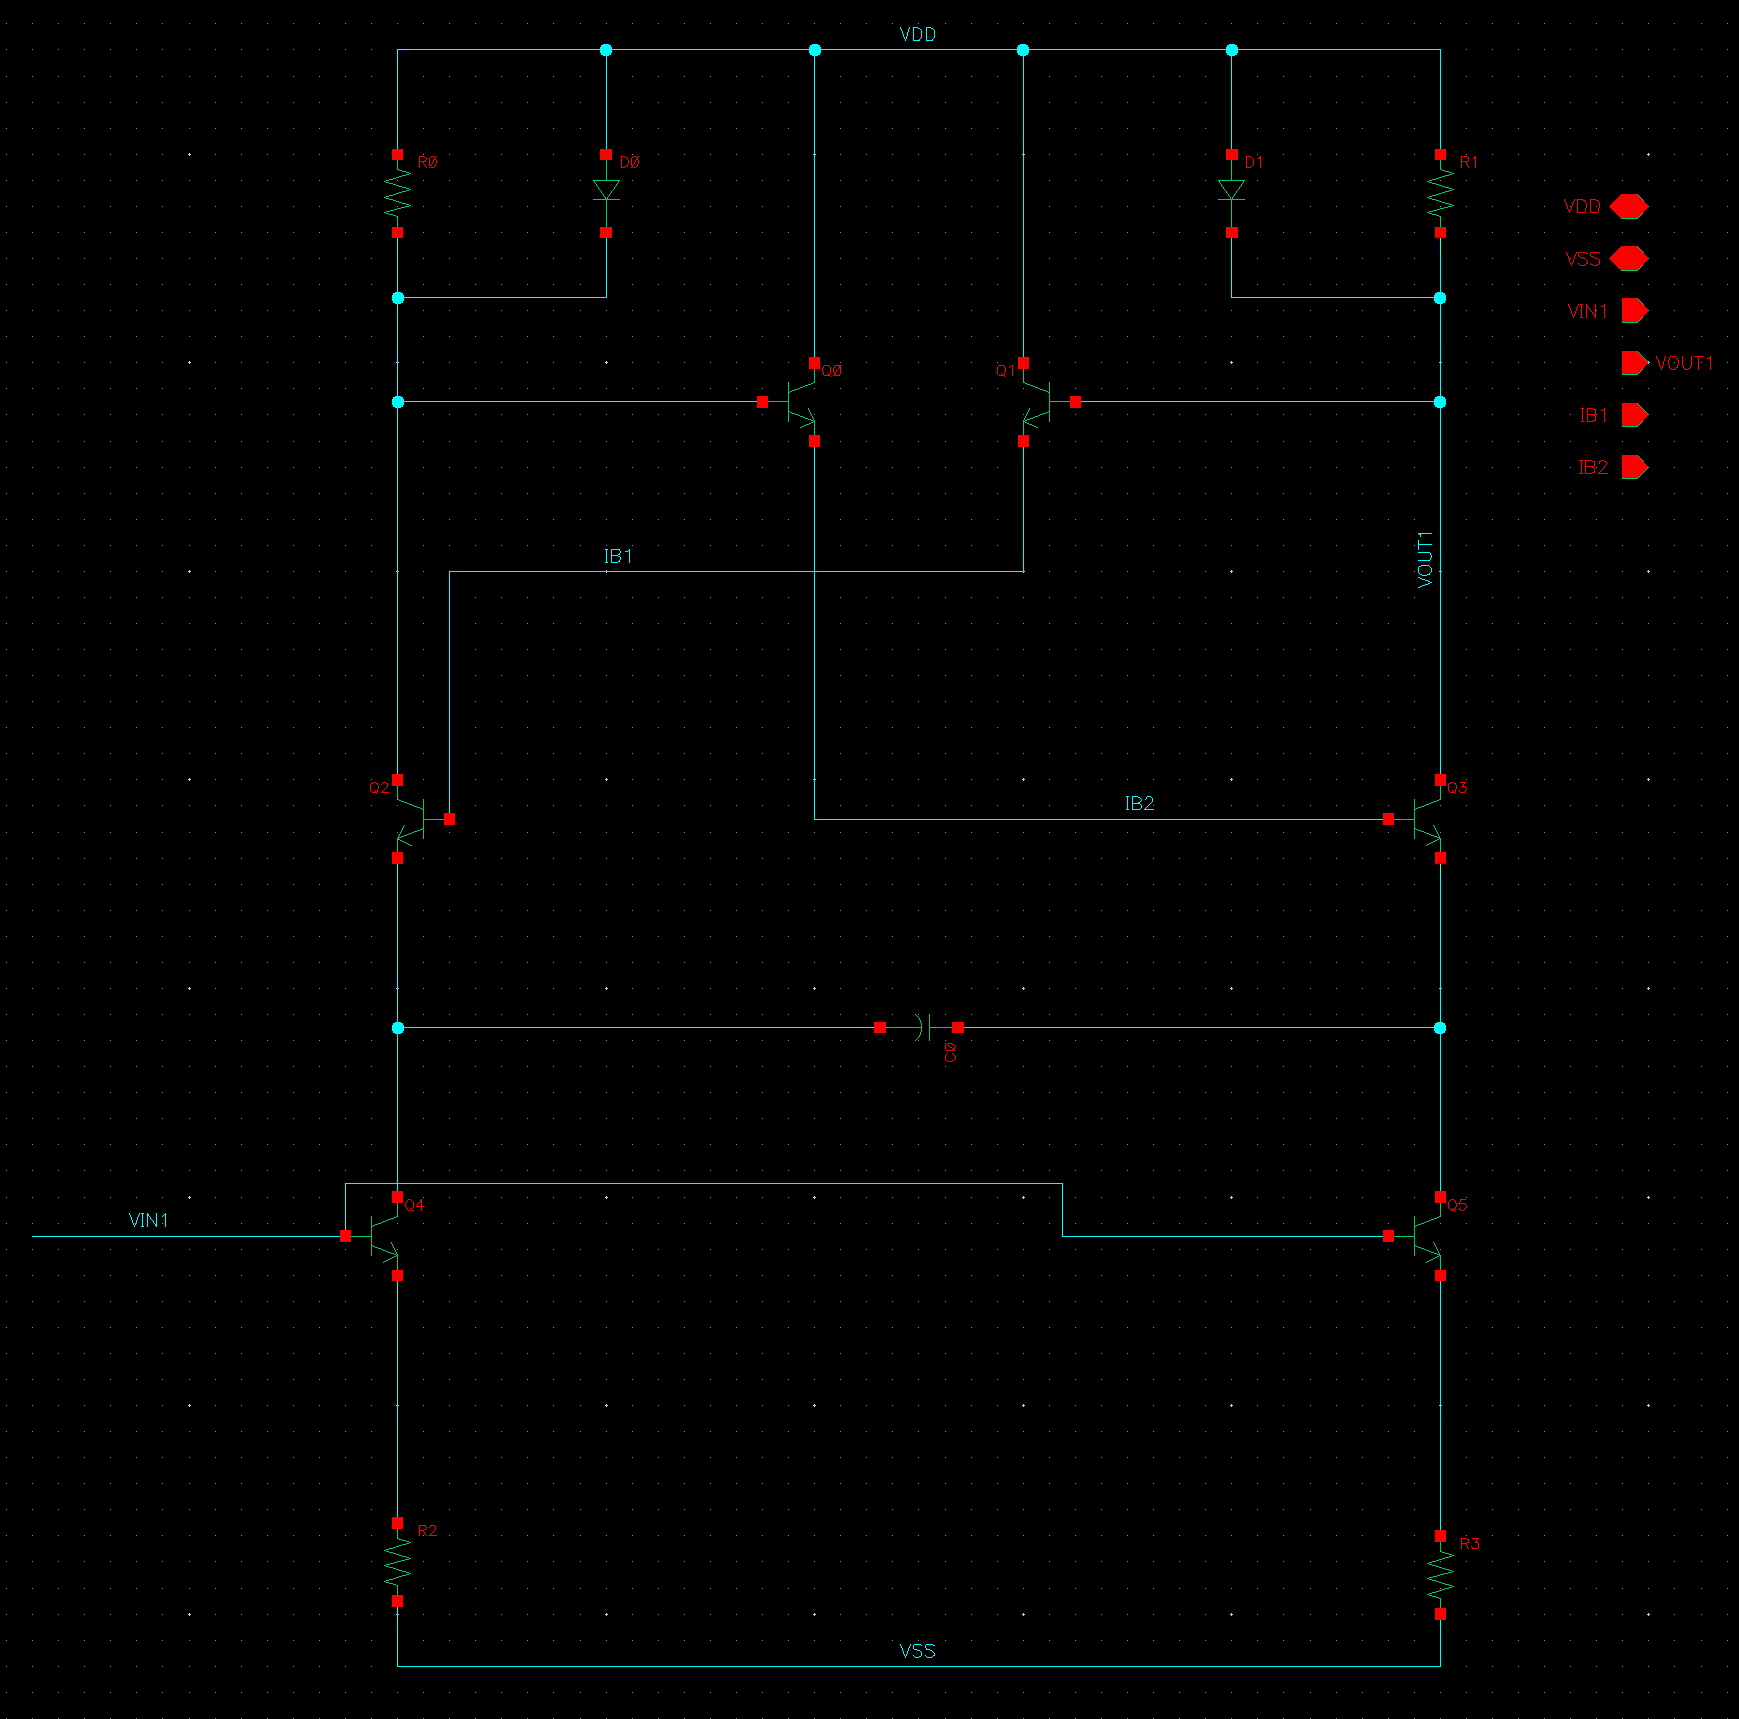 VDD
R0
D0
D1
R1
VDD
VSS
VIN1
VOUT1
IB1
IB2
Q0
Q1
IB1
VOUT1
Q2
IB2
Q3
C0
VIN1
Q4
Q5
R2
R3
VSS